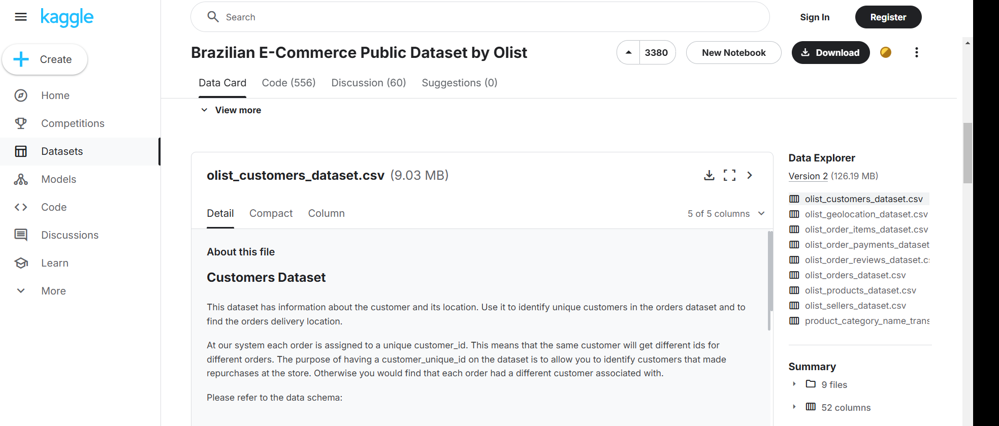 kaggle
Search
Sign In
Register
Create
Home
Competitions
Datasets
Models
Code
Discussions
Learn
More
Brazilian E-Commerce Public Dataset by Olist
3380
New Notebook
Download
Data Card
Code (556)
Discussion (60)
Suggestions (0)
View more
olist_customers_dataset.csv (9.03 MB)
Detail
Compact
Column
5 of 5 columns
About this file
Customers Dataset
This dataset has information about the customer and its location. Use it to identify unique customers in the orders dataset and to
find the orders delivery location.
At our system each order is assigned to a unique customer_id. This means that the same customer will get different ids for
different orders. The purpose of having a customer_unique_id on the dataset is to allow you to identify customers that made
repurchases at the store. Otherwise you would find that each order had a different customer associated with.
Please refer to the data schema:
Data Explorer
Version 2 (126.19 MB)
olist_customers_dataset.csv
olist_geolocation_dataset.csv
olist_order_items_dataset.csv
olist_order_payments_dataset
olist_order_reviews_dataset.cs
olist_orders_dataset.csv
olist_products_dataset.csv
olist_sellers_dataset.csv
product_category_name_trans
Summary
9 files
52 columns